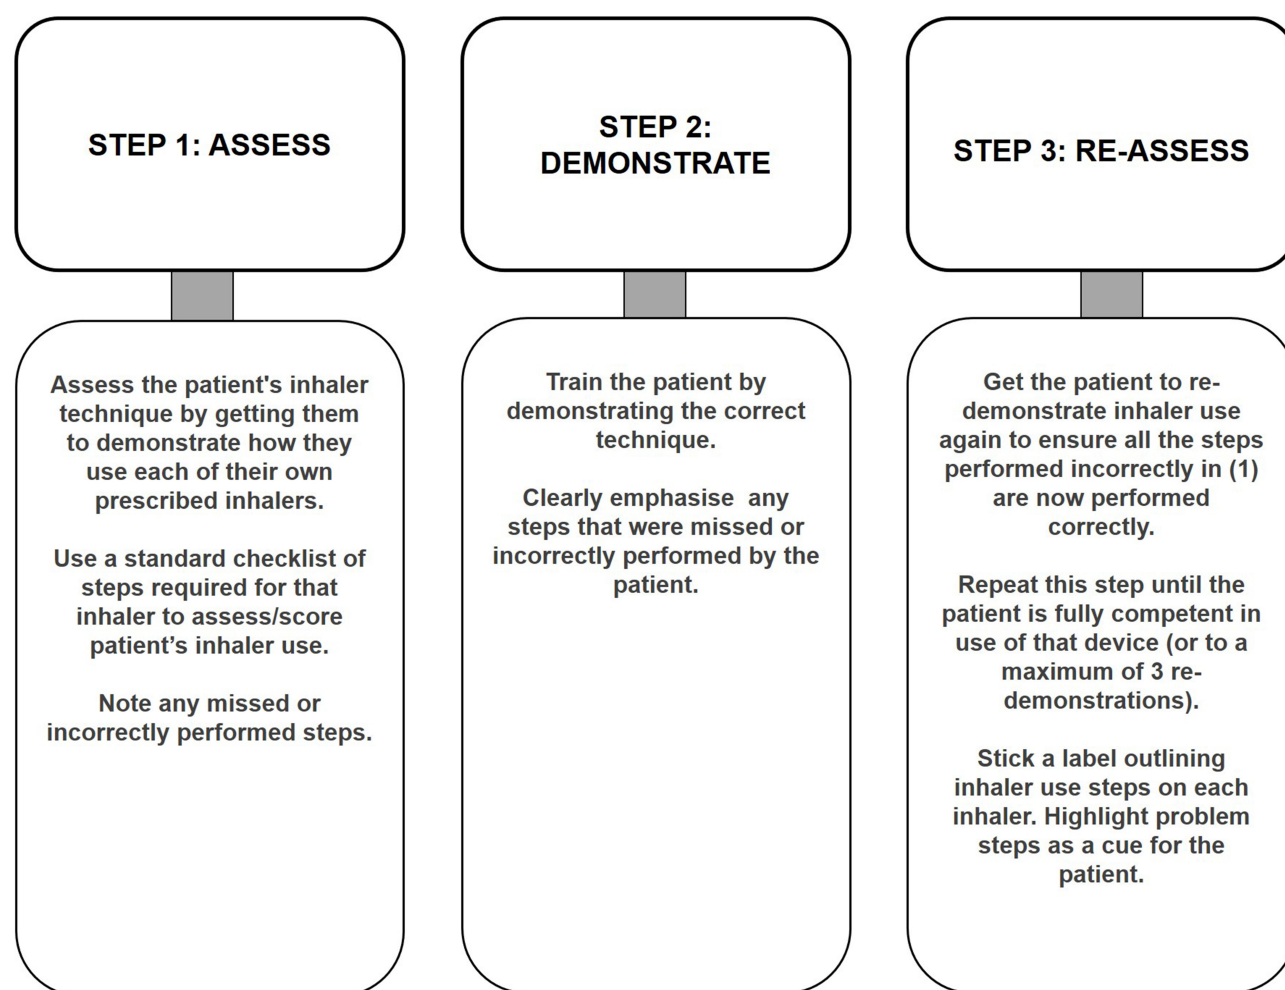 STEP 1: ASSESS
Assess the patient's inhaler
technique by getting them
to demonstrate how they
use each of their own
prescribed inhalers.
Use a standard checklist of
steps required for that
inhaler to assess/score
patient’s inhaler use.
Note any missed or
incorrectly performed steps.
STEP 2:
DEMONSTRATE
Train the patient by
demonstrating the correct
technique.
Clearly emphasise  any
steps that were missed or
incorrectly performed by the
patient.
STEP 3: RE-ASSESS
Get the patient to re-
demonstrate inhaler use
again to ensure all the steps
performed incorrectly in (1)
are now performed
correctly.
Repeat this step until the
patient is fully competent in
use of that device (or to a
maximum of 3 re-
demonstrations).
Stick a label outlining
inhaler use steps on each
inhaler. Highlight problem
steps as a cue for the
patient.